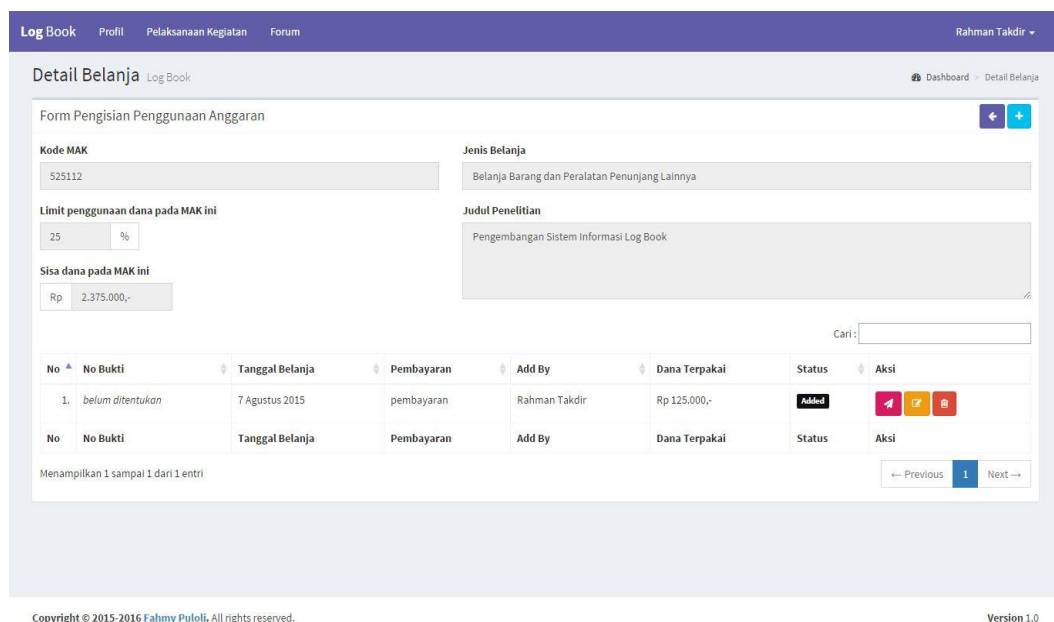 Log Book Profil Pelaksanaan Kegiatan Forum Rahman Takdir
Detail Belanja Log Book Dashboard > Detail Belanja
Form Pengisian Penggunaan Anggaran
Kode MAK Jenis Belanja
525112 Belanja Barang dan Peralatan Penunjang Lainnya
Limit penggunaan dana pada MAK ini Judul Penelitian
25 % Pengembangan Sistem Informasi Log Book
Sisa dana pada MAK ini
Rp 2.375.000,-
Cari :
No No Bukti Tanggal Belanja Pembayaran Add By Dana Terpakai Status Aksi
1. belum ditentukan 7 Agustus 2015 pembayaran Rahman Takdir Rp 125.000,- Added
No No Bukti Tanggal Belanja Pembayaran Add By Dana Terpakai Status Aksi
Menampilkan 1 sampai 1 dari 1 entri ← Previous 1 Next →
Copyright © 2015-2016 Fahmy Puloli. All rights reserved. Version 1.0